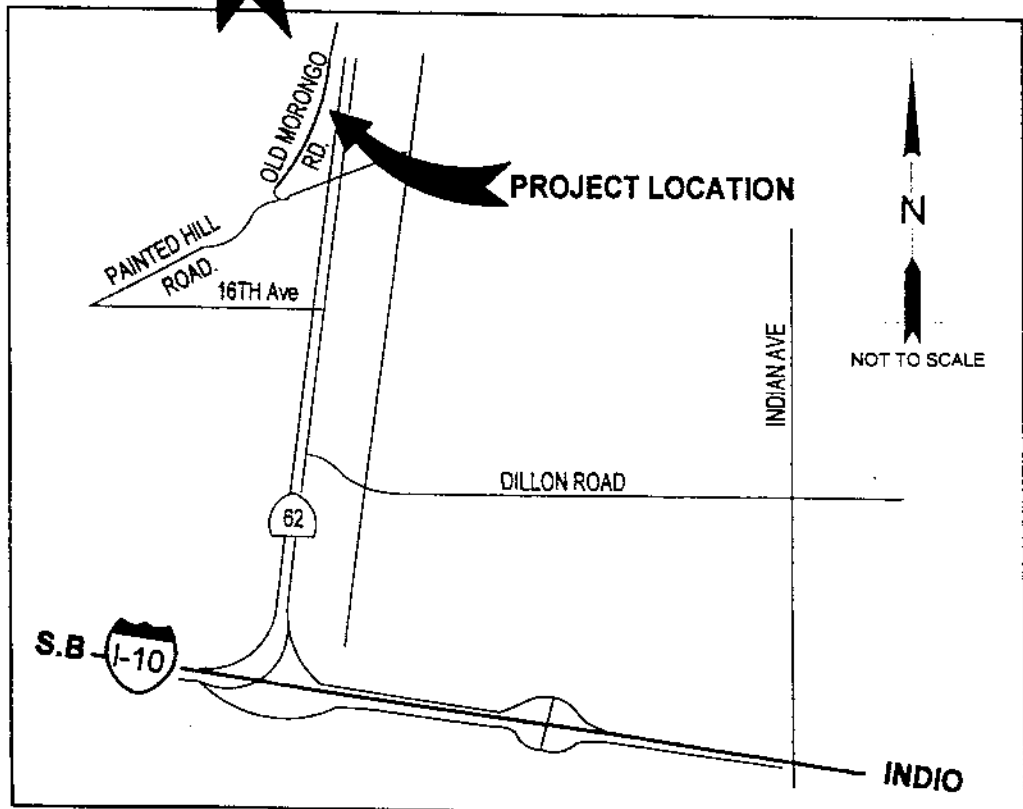 OLD MORONGO
RD.
PROJECT LOCATION
N
PAINTED HILL
ROAD.
16TH Ave
NOT TO SCALE
INDIAN AVE
DILLON ROAD
62
S.B
I-10
INDIO